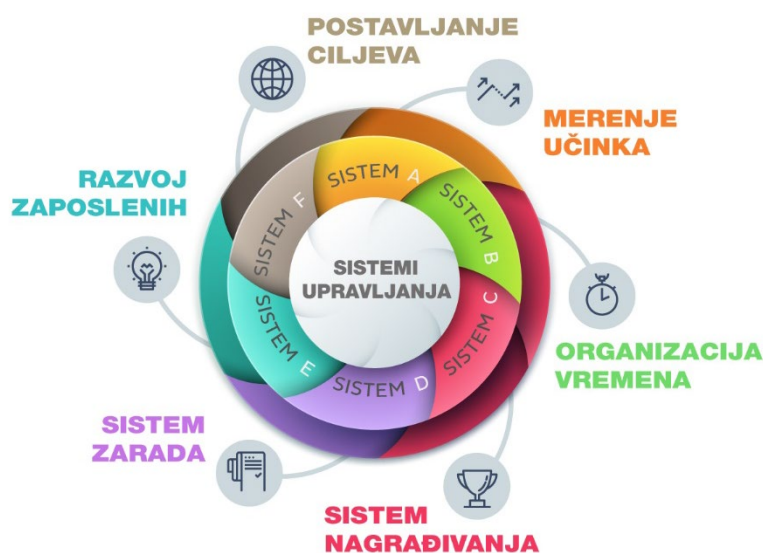 POSTAVLJANJE
CILJEVA
MERENJE
UČINKA
RAZVOJ
ZAPOSLENIH
SISTEM A
SISTEM B
SISTEM C
SISTEM D
SISTEM E
SISTEM F
SISTEMI
UPRAVLJANJA
ORGANIZACIJA
VREMENA
SISTEM
ZARADA
SISTEM
NAGRAĐIVANJA